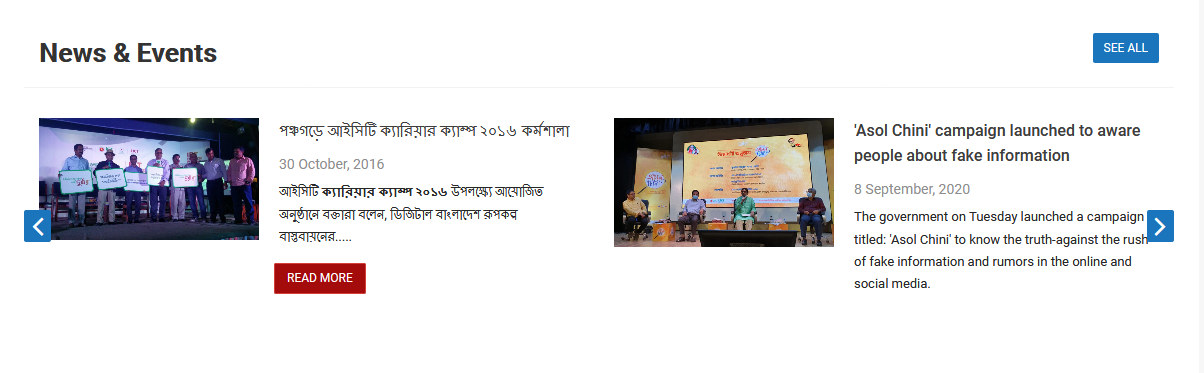 News & Events
SEE ALL
পঞ্চগড়ে আইসিটি ক্যারিয়ার ক্যাম্প ২০১৬ কর্মশালা
30 October, 2016
আইসিটি ক্যারিয়ার ক্যাম্প ২০১৬ উপলক্ষ্যে আয়োজিত
অনুষ্ঠানে বক্তারা বলেন, ডিজিটাল বাংলাদেশ রূপকল্প
বাস্তবায়নের.....
READ MORE
'Asol Chini' campaign launched to aware
people about fake information
8 September, 2020
The government on Tuesday launched a campaign
titled: 'Asol Chini' to know the truth-against the rush
of fake information and rumors in the online and
social media.